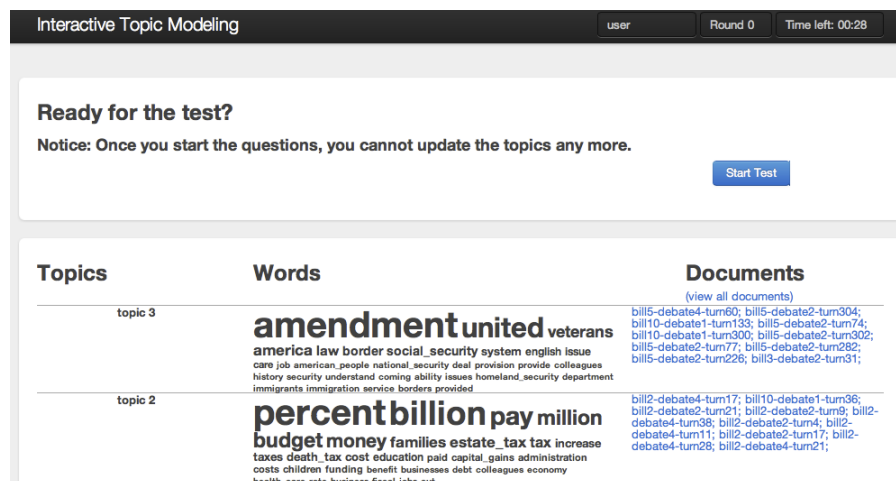 Interactive Topic Modeling
user
Round 0
Time left: 00:28
Ready for the test?
Notice: Once you start the questions, you cannot update the topics any more.
Start Test
Topics
Words
Documents
(view all documents)
topic 3
amendment united veterans
america law border social_security system english issue
care job american_people national_security deal provision provide colleagues
history security understand coming ability issues homeland_security department
immigrants immigration service borders provided
bill5-debate4-turn60; bill5-debate2-turn304;
bill10-debate1-turn133; bill5-debate2-turn74;
bill10-debate1-turn300; bill5-debate2-turn302;
bill5-debate2-turn77; bill5-debate2-turn282;
bill5-debate2-turn226; bill3-debate2-turn31;
topic 2
percent billion pay million
budget money families estate_tax tax increase
taxes death_tax cost education paid capital_gains administration
costs children funding benefit businesses debt colleagues economy
bill2-debate4-turn17; bill10-debate1-turn36;
bill2-debate2-turn21; bill2-debate2-turn9; bill2-
debate4-turn38; bill2-debate2-turn4; bill2-
debate4-turn11; bill2-debate2-turn17; bill2-
debate4-turn28; bill2-debate4-turn21;